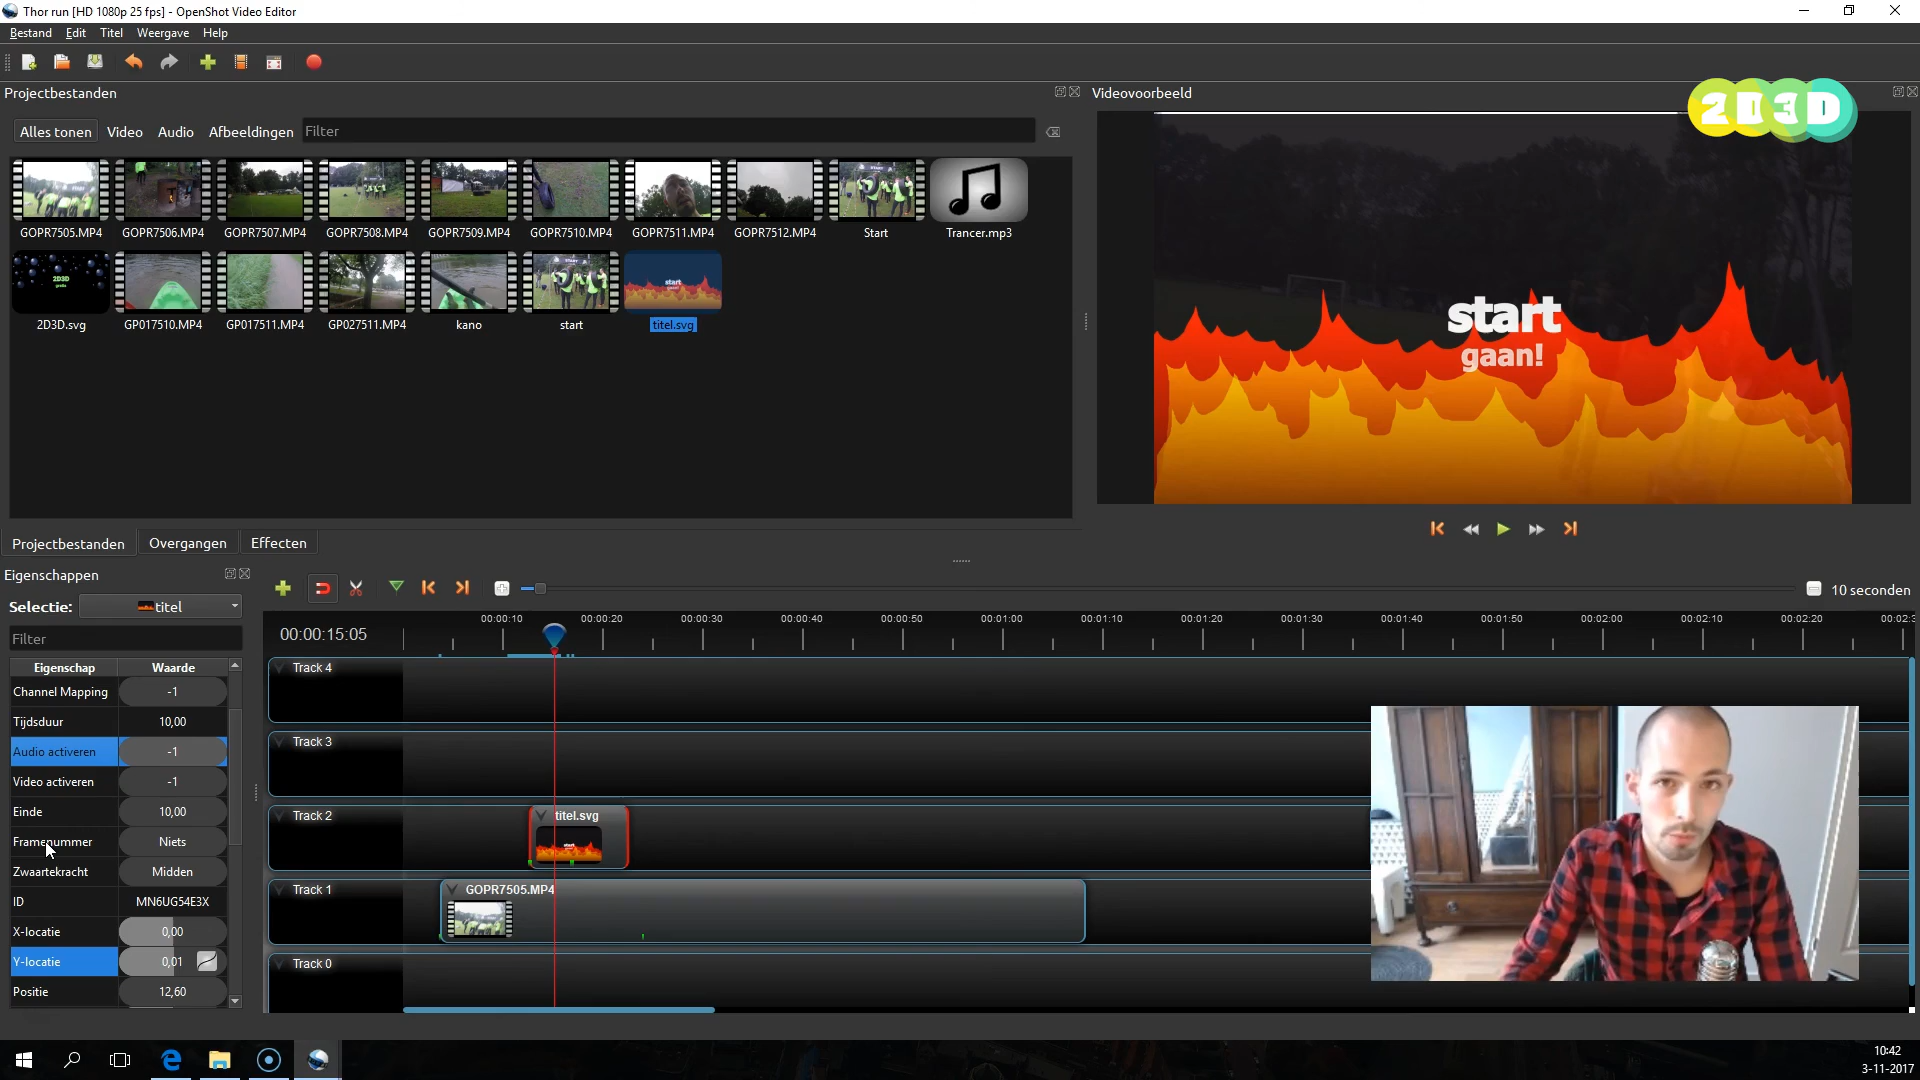 Thor run [HD 1080p 25 fps] - OpenShot Video Editor
Bestand Edit Titel Weergave Help
Projectbestanden
Videovoorbeeld
2D3D
Alles tonen Video Audio Afbeeldingen Filter
GOPR7505.MP4 GOPR7506.MP4 GOPR7507.MP4 GOPR7508.MP4 GOPR7509.MP4 GOPR7510.MP4 GOPR7511.MP4 GOPR7512.MP4 Start Trancer.mp3
2D3D.svg GP017510.MP4 GP017511.MP4 GP027511.MP4 kano start titel.svg
start
gaan!
Projectbestanden Overgangen Effecten
Eigenschappen
Selectie: titel
10 seconden
Filter
00:00:15:05
00:00:10 00:00:20 00:00:30 00:00:40 00:00:50 00:01:00 00:01:10 00:01:20 00:01:30 00:01:40 00:01:50 00:02:00 00:02:10 00:02:20 00:02:3
Eigenschap Waarde
Channel Mapping -1
Tijdsduur 10,00
Audio activeren -1
Video activeren -1
Einde 10,00
Framenummer Niets
Zwaartekracht Midden
ID MN6UG54E3X
X-locatie 0,00
Y-locatie 0,01
Positie 12,60
Track 4
Track 3
Track 2
titel.svg
Track 1
GOPR7505.MP4
Track 0
10:42
3-11-2017